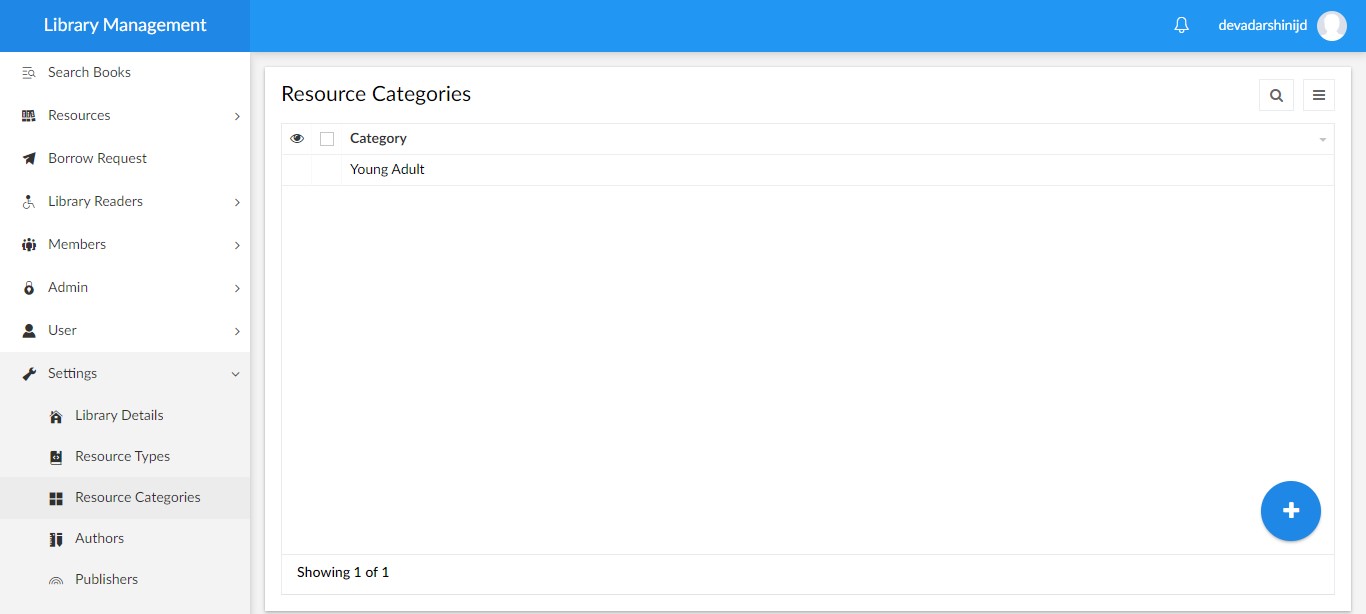 Library Management
devadarshinijd
Search Books
Resources
Borrow Request
Library Readers
Members
Admin
User
Settings
Library Details
Resource Types
Resource Categories
Authors
Publishers
Resource Categories
Category
Young Adult
Showing 1 of 1